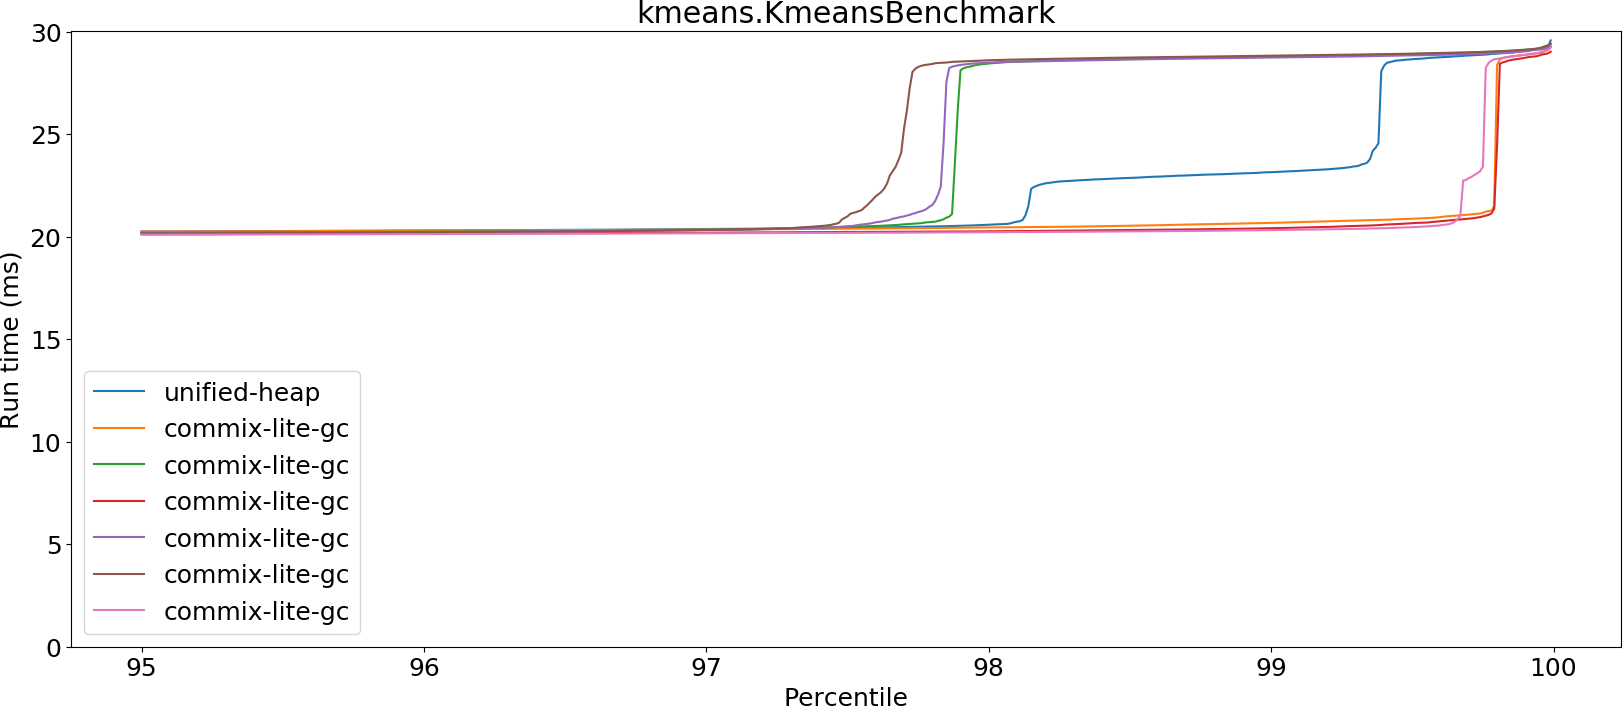 kmeans.KmeansBenchmark
30
25
20
15
10
5
0
Run time (ms)
unified-heap
commix-lite-gc
commix-lite-gc
commix-lite-gc
commix-lite-gc
commix-lite-gc
commix-lite-gc
95 96 97 98 99 100
Percentile